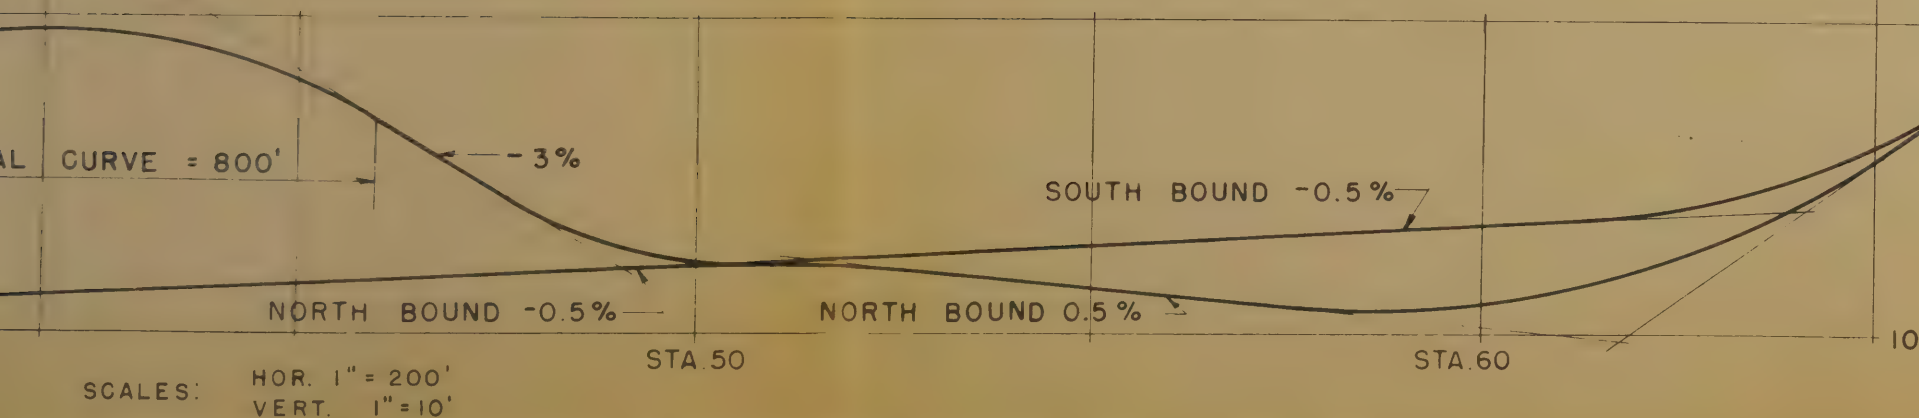 AL CURVE = 800'
-3%
SOUTH BOUND -0.5%
NORTH BOUND -0.5%
NORTH BOUND 0.5%
10
STA.50
STA.60
SCALES: HOR. 1" = 200'
VERT. 1" = 10'